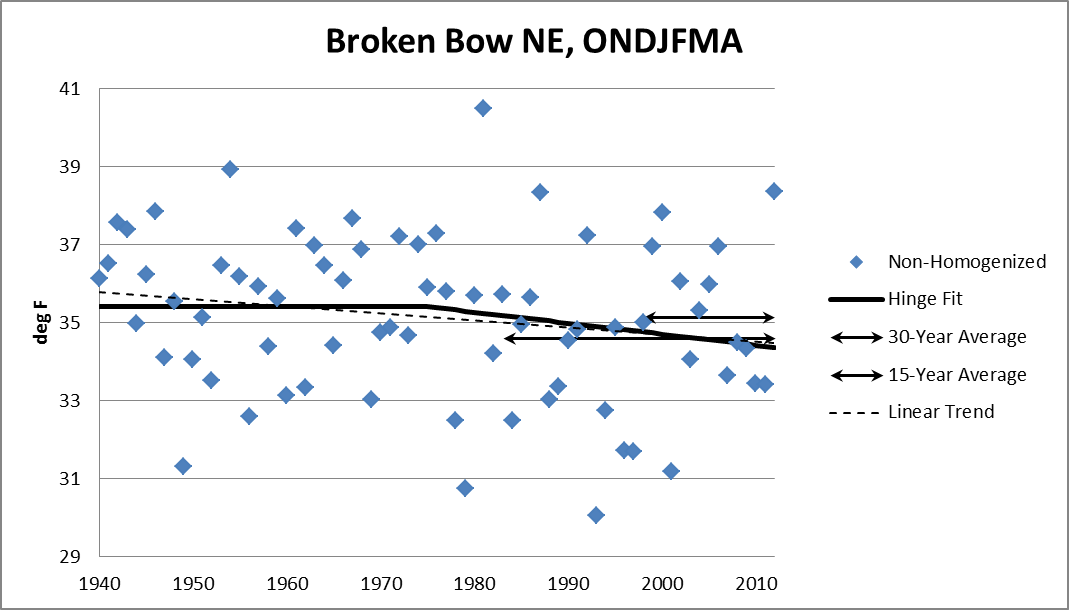 Broken Bow NE, ONDJFMA
deg F
41
39
37
35
33
31
29
1940 1950 1960 1970 1980 1990 2000 2010
Non-Homogenized
Hinge Fit
30-Year Average
15-Year Average
Linear Trend